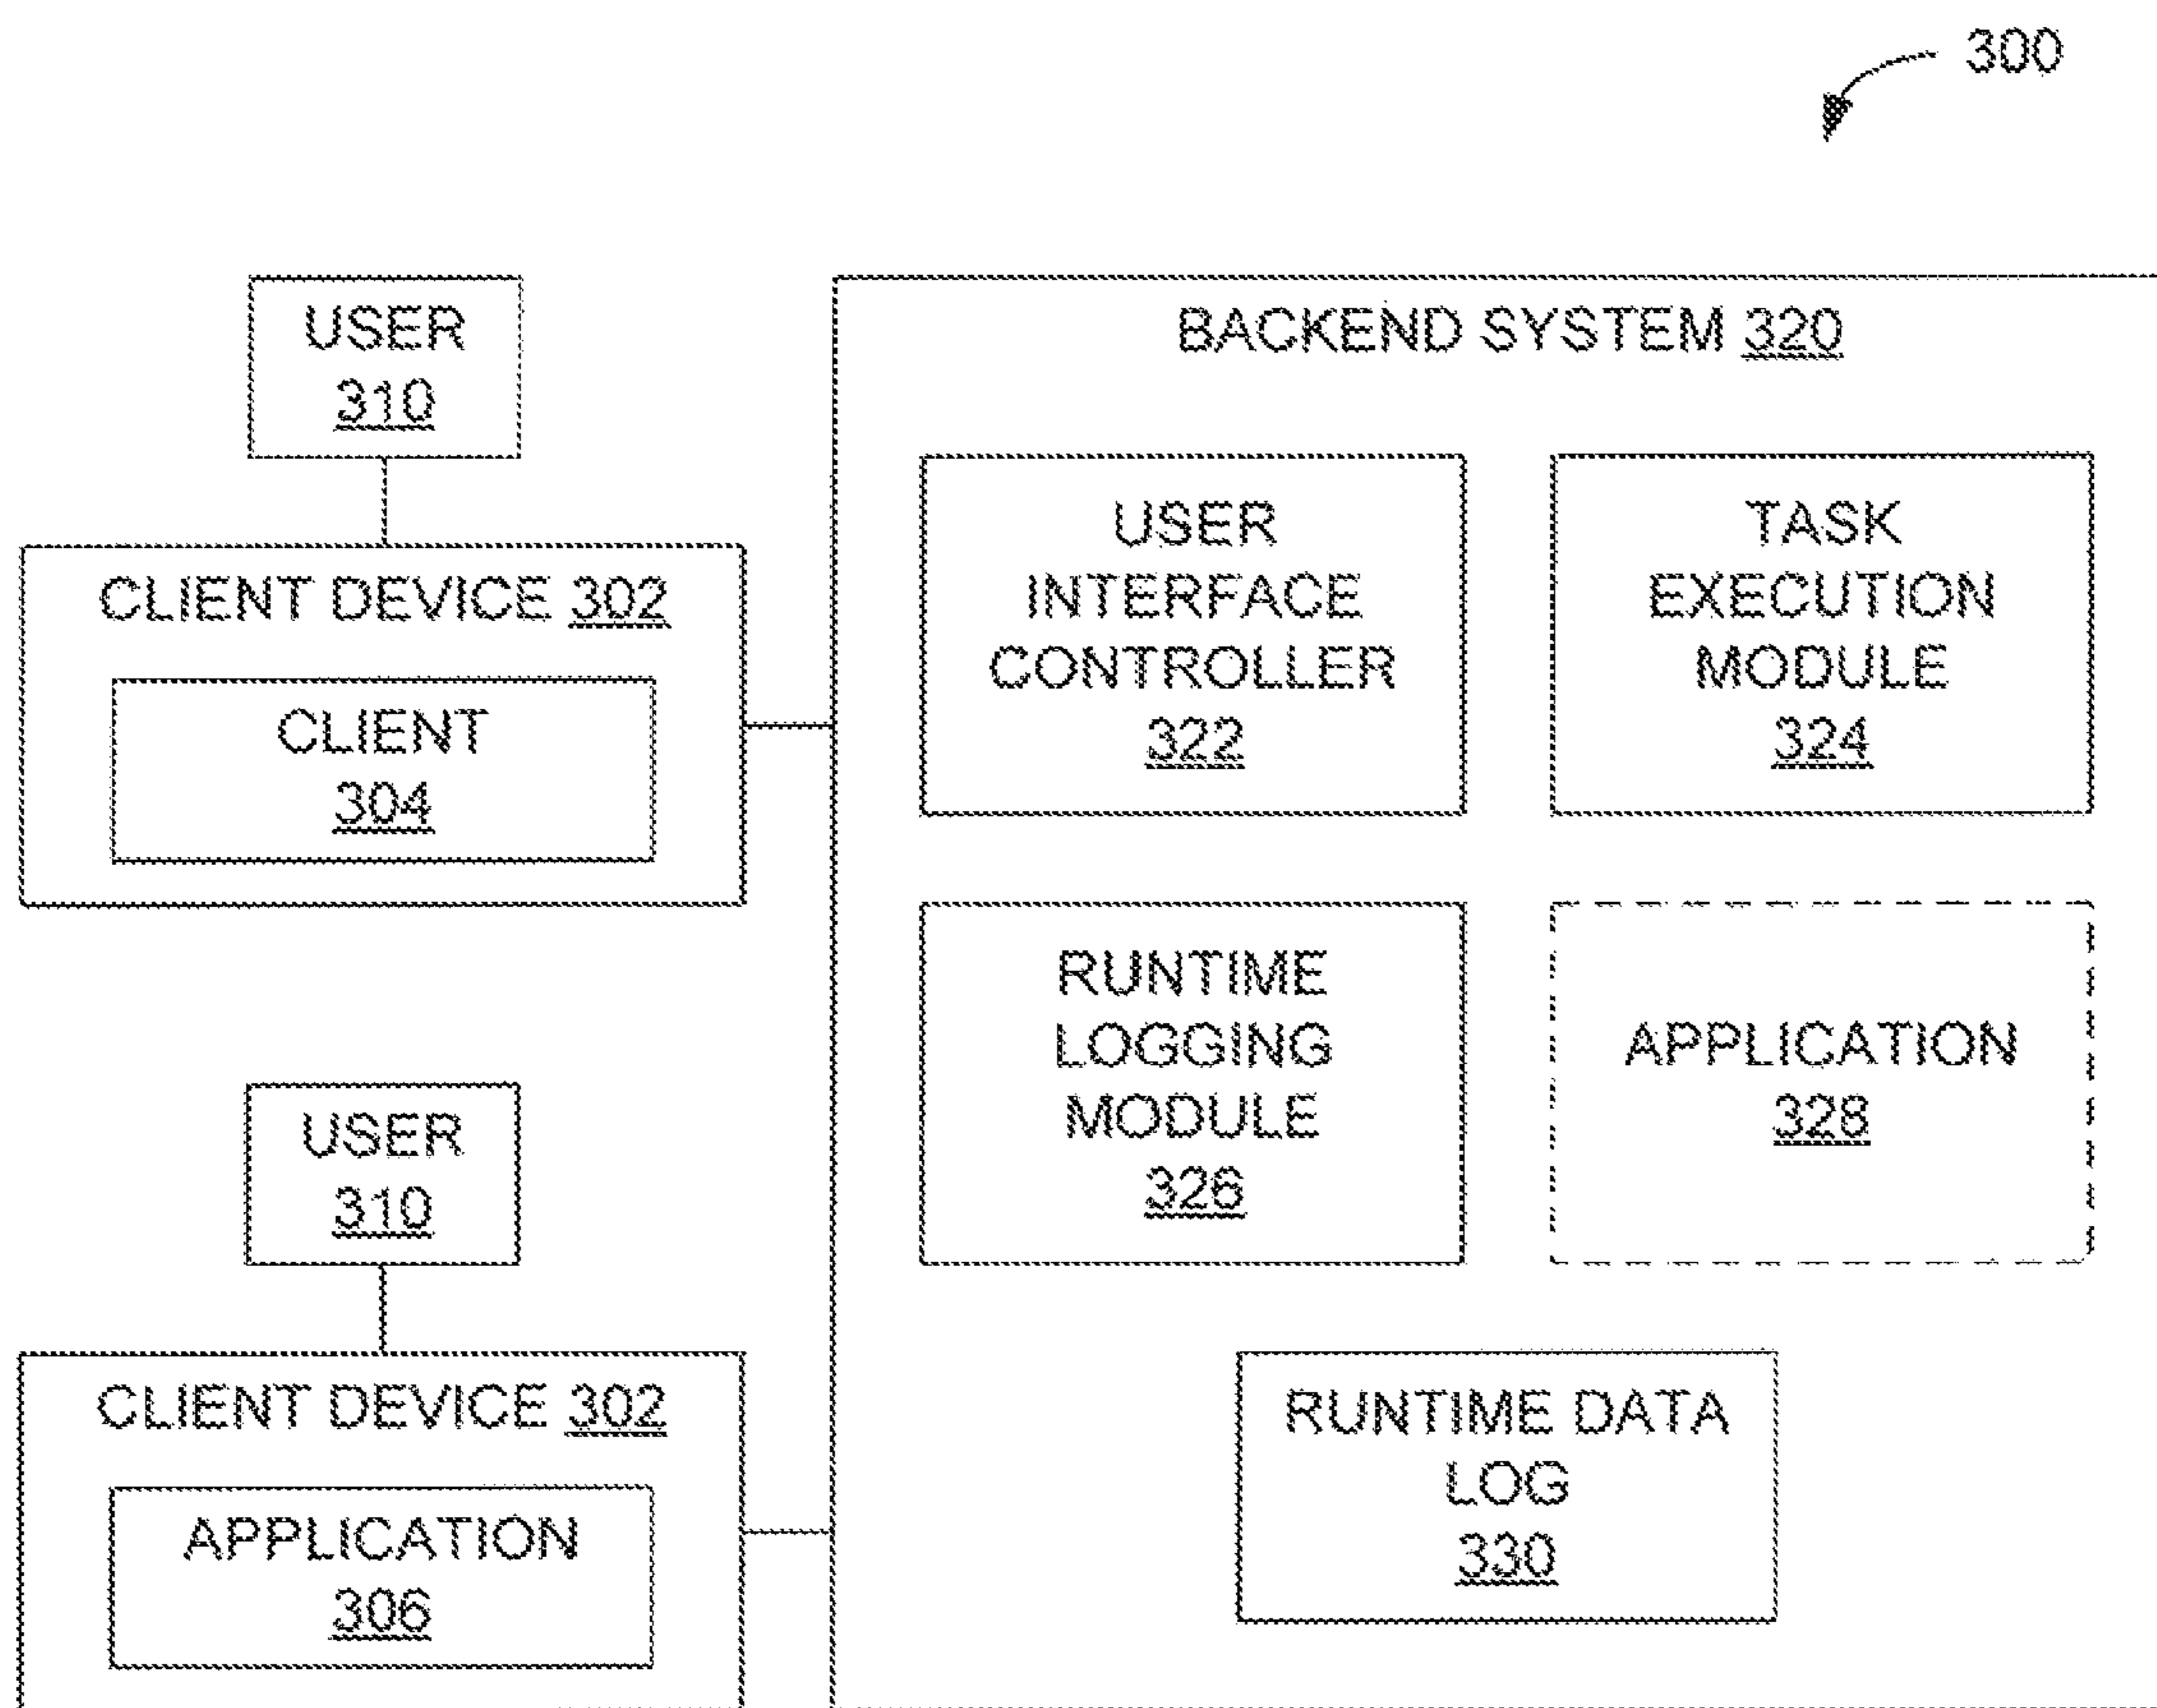 300
USER
310
CLIENT DEVICE 302
CLIENT
304
USER
310
CLIENT DEVICE 302
APPLICATION
306
BACKEND SYSTEM 320
USER
INTERFACE
CONTROLLER
322
TASK
EXECUTION
MODULE
324
RUNTIME
LOGGING
MODULE
326
APPLICATION
328
RUNTIME DATA
LOG
330